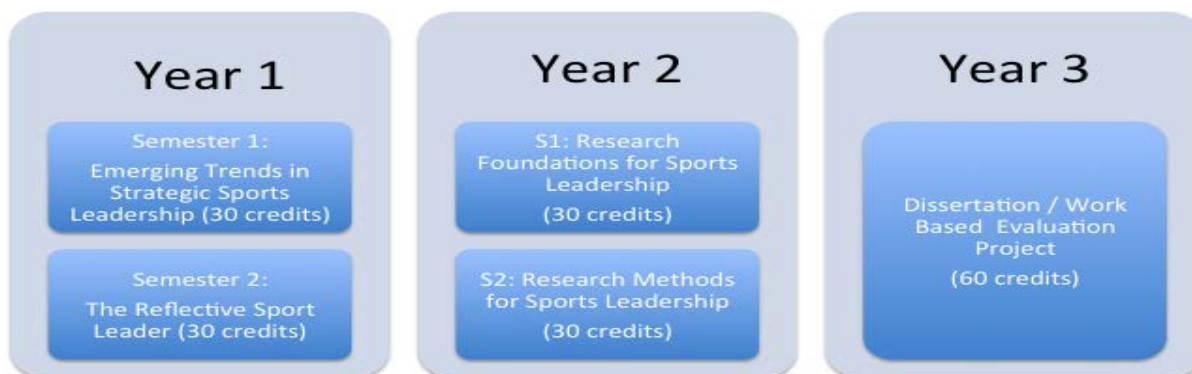 Year 1
Semester 1:
Emerging Trends in
Strategic Sports
Leadership (30 credits)
Semester 2:
The Reflective Sport
Leader (30 credits)
Year 2
S1: Research
Foundations for Sports
Leadership
(30 credits)
S2: Research Methods
for Sports Leadership
(30 credits)
Year 3
Dissertation / Work
Based Evaluation
Project
(60 credits)